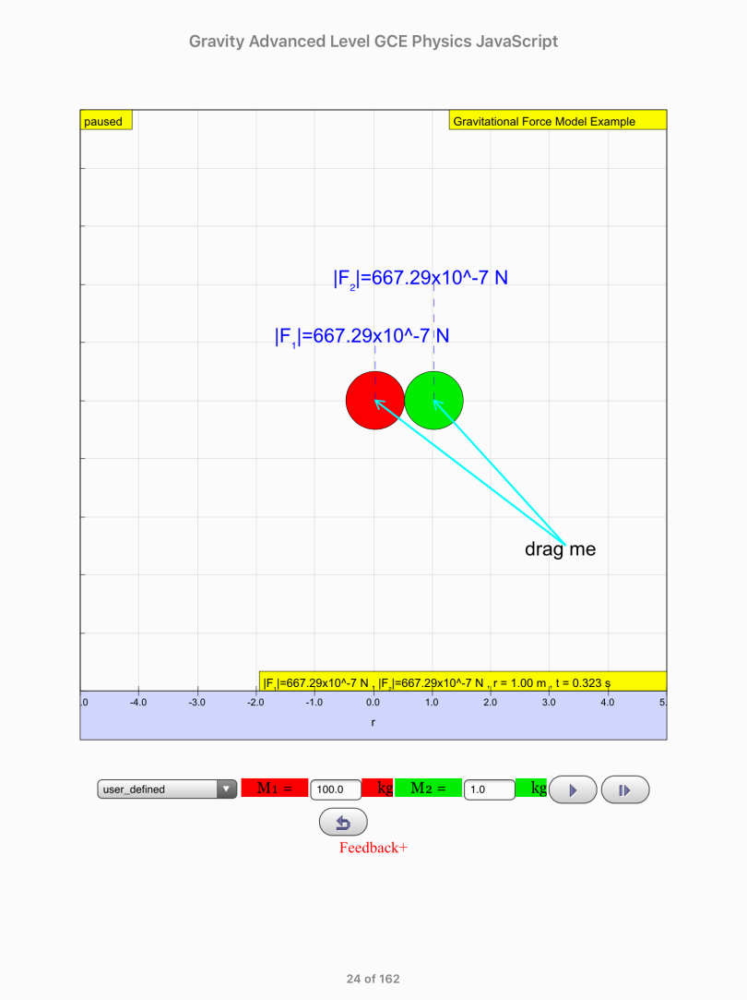 Gravity Advanced Level GCE Physics JavaScript
paused
Gravitational Force Model Example
|F2|=667.29x10^-7 N
|F1|=667.29x10^-7 N
drag me
|F1|=667.29x10^-7 N , |F2|=667.29x10^-7 N , r = 1.00 m , t = 0.323 s
.0 -4.0 -3.0 -2.0 -1.0 0.0 1.0 2.0 3.0 4.0 5.
r
user_defined M1 = 100.0 kg M2 = 1.0 kg
Feedback+
24 of 162